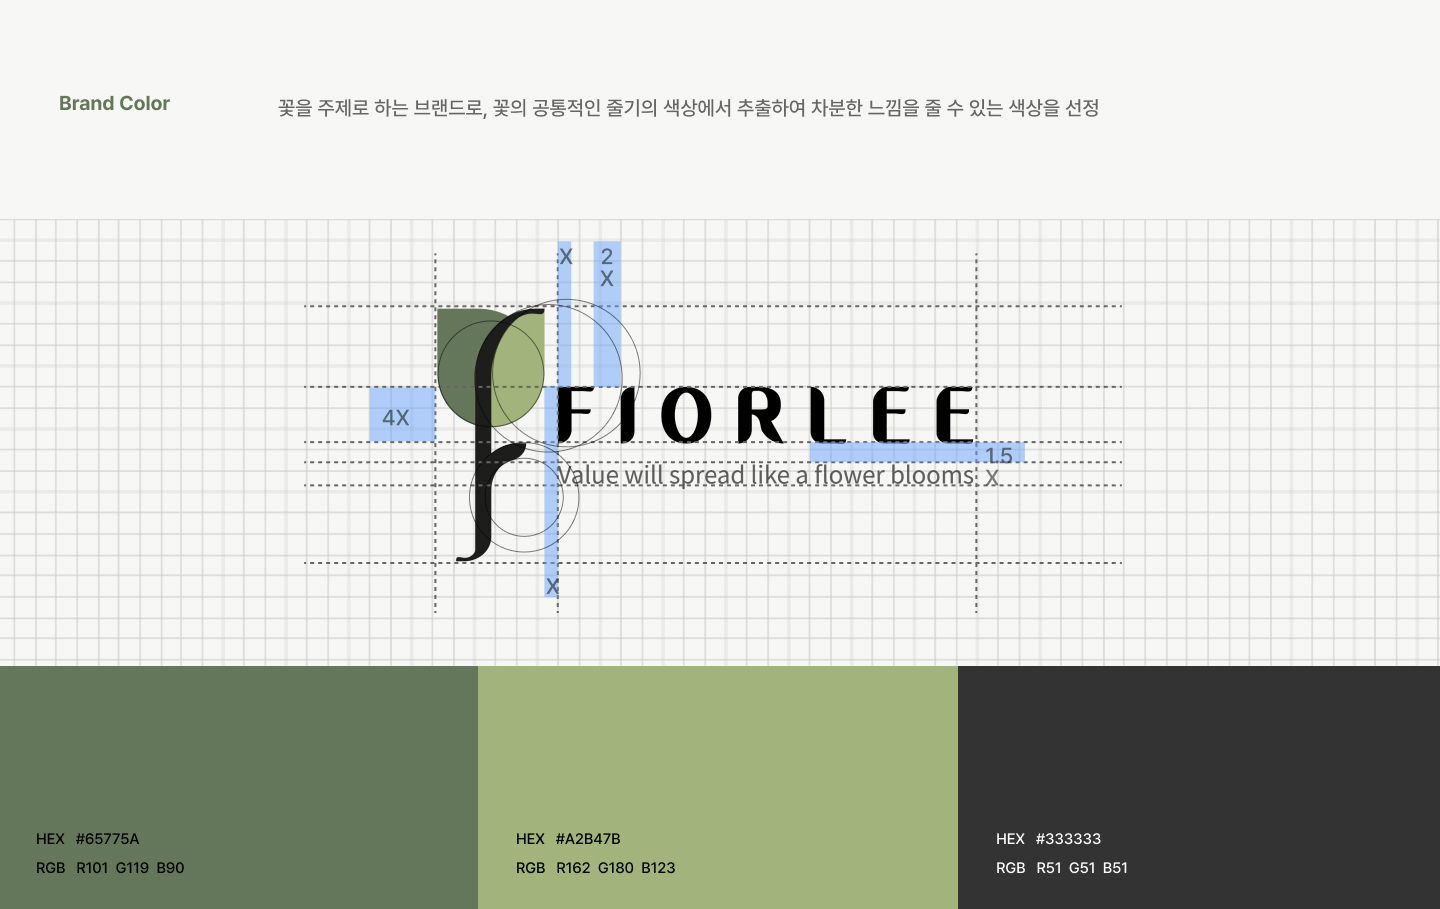 Brand Color
꽃을 주제로 하는 브랜드로, 꽃의 공통적인 줄기의 색상에서 추출하여 차분한 느낌을 줄 수 있는 색상을 선정
X
2
X
4X
FIORLEE
1.5
X
Value will spread like a flower blooms
X
HEX #65775A
RGB R101 G119 B90
HEX #A2B47B
RGB R162 G180 B123
HEX #333333
RGB R51 G51 B51